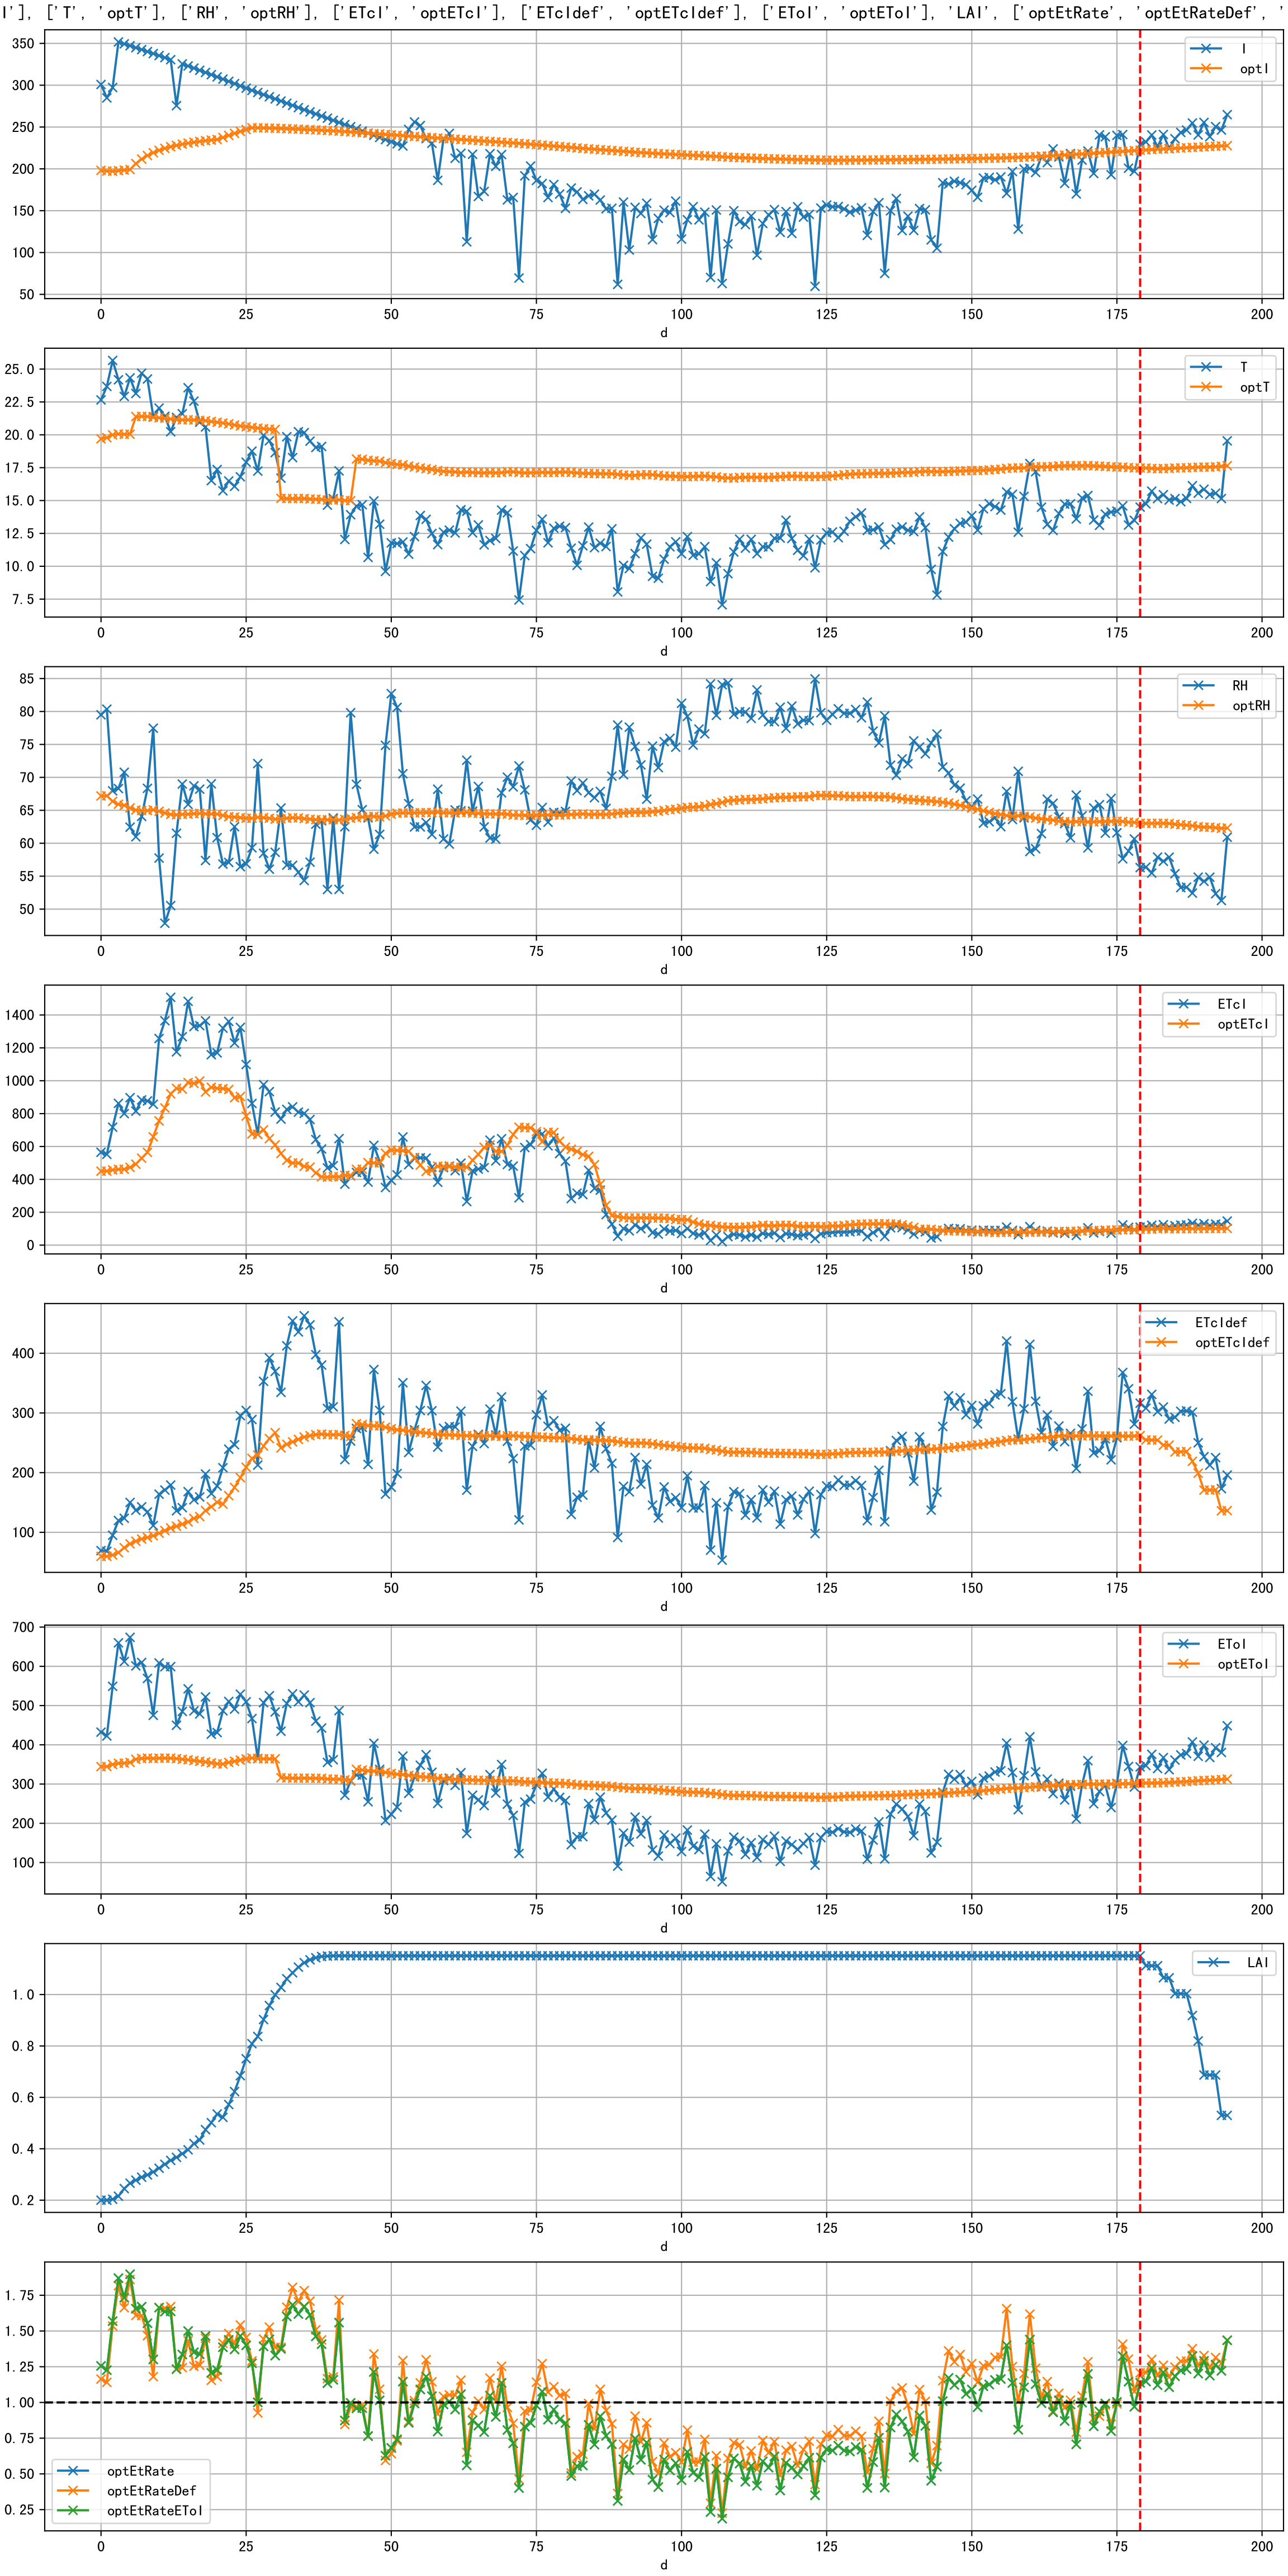 I'], ['T', 'optT'], ['RH', 'optRH'], ['ETcI', 'optETcI'], ['ETcIdef', 'optETcIdef'], ['EToI', 'optEToI'], 'LAI', ['optEtRate', 'optEtRateDef', '
I
optI
350
300
250
200
150
100
50
0 25 50 75 100 125 150 175 200
d
T
optT
25.0
22.5
20.0
17.5
15.0
12.5
10.0
7.5
0 25 50 75 100 125 150 175 200
d
RH
optRH
85
80
75
70
65
60
55
50
0 25 50 75 100 125 150 175 200
d
ETcI
optETcI
1400
1200
1000
800
600
400
200
0
0 25 50 75 100 125 150 175 200
d
ETcIdef
optETcIdef
400
300
200
100
0 25 50 75 100 125 150 175 200
d
EToI
optEToI
700
600
500
400
300
200
100
0 25 50 75 100 125 150 175 200
d
LAI
1.0
0.8
0.6
0.4
0.2
0 25 50 75 100 125 150 175 200
d
1.75
1.50
1.25
1.00
0.75
0.50
0.25
optEtRate
optEtRateDef
optEtRateEToI
0 25 50 75 100 125 150 175 200
d